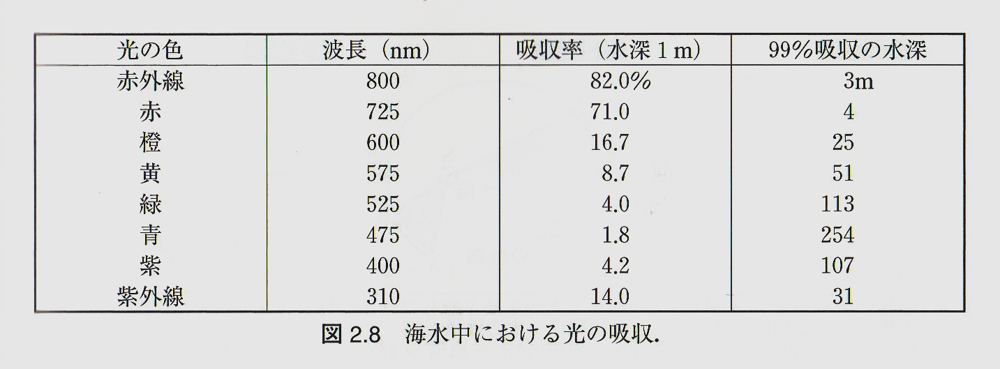 光の色 波長（nm） 吸収率（水深1m） 99%吸収の水深
赤外線 800 82.0% 3m
赤 725 71.0 4
橙 600 16.7 25
黄 575 8.7 51
緑 525 4.0 113
青 475 1.8 254
紫 400 4.2 107
紫外線 310 14.0 31
図 2.8 海水中における光の吸収.